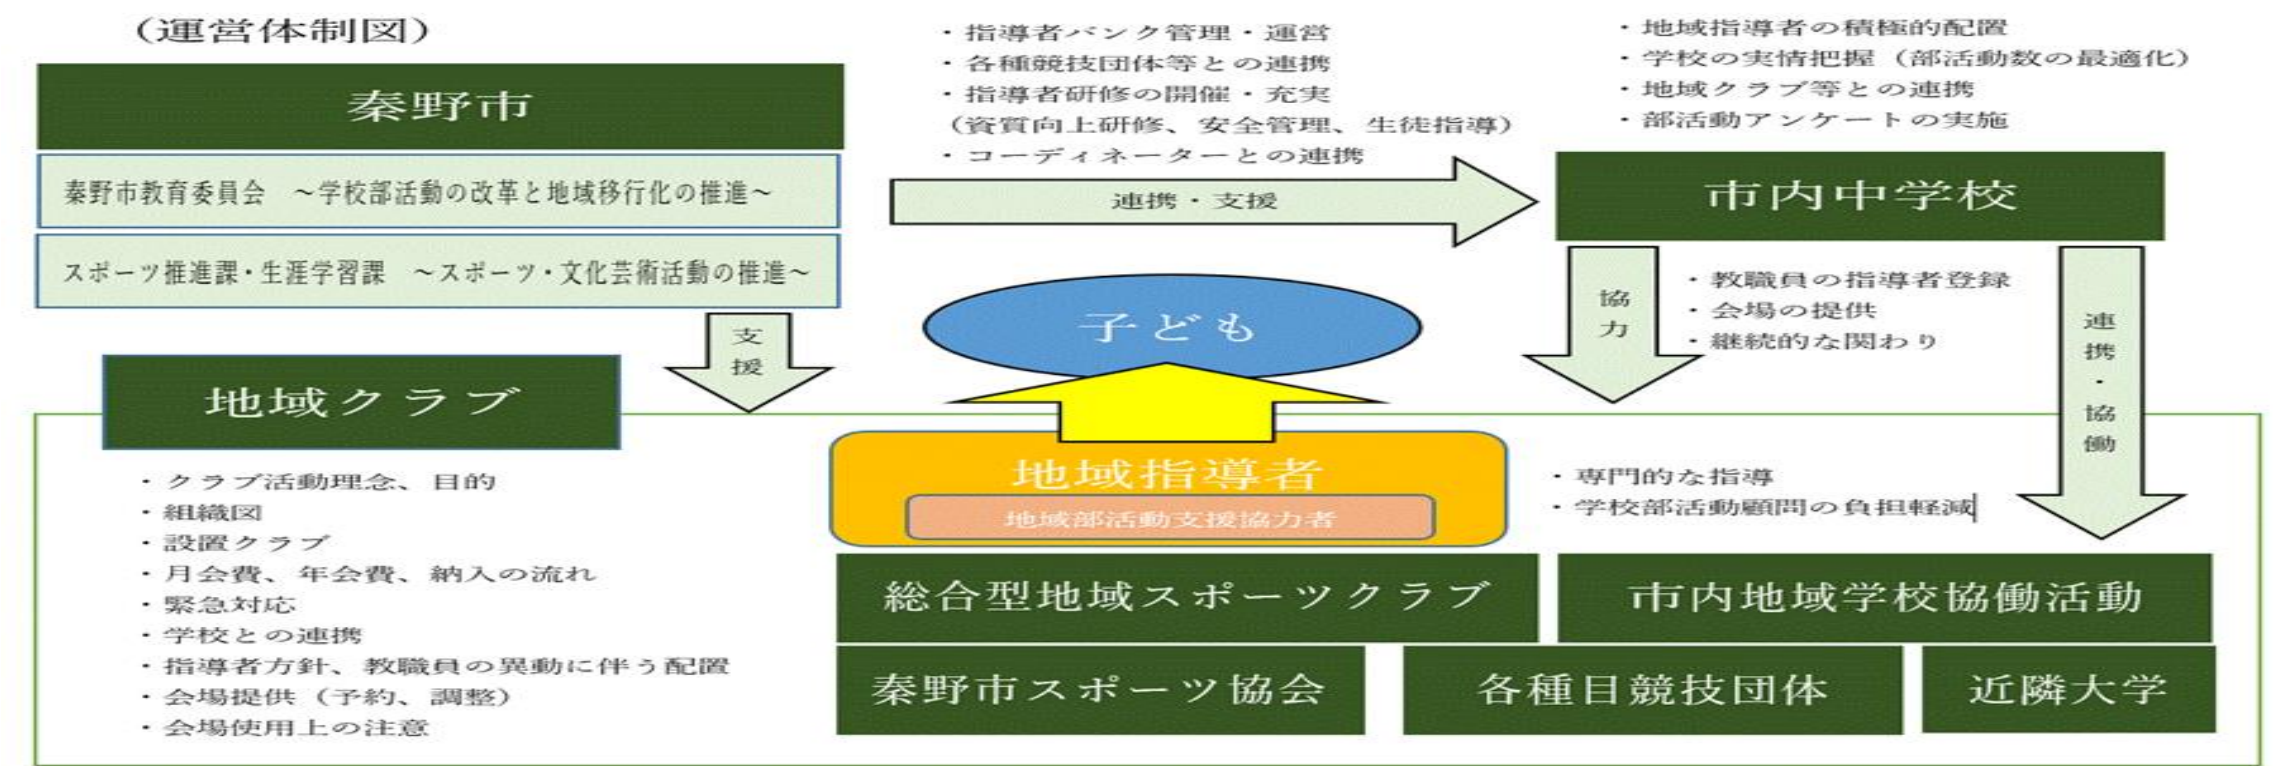 （運営体制図）
秦野市
秦野市教育委員会　～学校部活動の改革と地域移行化の推進～
スポーツ推進課・生涯学習課　～スポーツ・文化芸術活動の推進～
・指導者バンク管理・運営
・各種競技団体等との連携
・指導者研修の開催・充実
（資質向上研修、安全管理、生徒指導）
・コーディネーターとの連携
連携・支援
・地域指導者の積極的配置
・学校の実情把握（部活動数の最適化）
・地域クラブ等との連携
・部活動アンケートの実施
市内中学校
支援
子ども
協力
・教職員の指導者登録
・会場の提供
・継続的な関わり
連携・協働
地域クラブ
・クラブ活動理念、目的
・組織図
・設置クラブ
・月会費、年会費、納入の流れ
・緊急対応
・学校との連携
・指導者方針、教職員の異動に伴う配置
・会場提供（予約、調整）
・会場使用上の注意
地域指導者
地域部活動支援協力者
・専門的な指導
・学校部活動顧問の負担軽減
総合型地域スポーツクラブ
市内地域学校協働活動
秦野市スポーツ協会
各種目競技団体
近隣大学